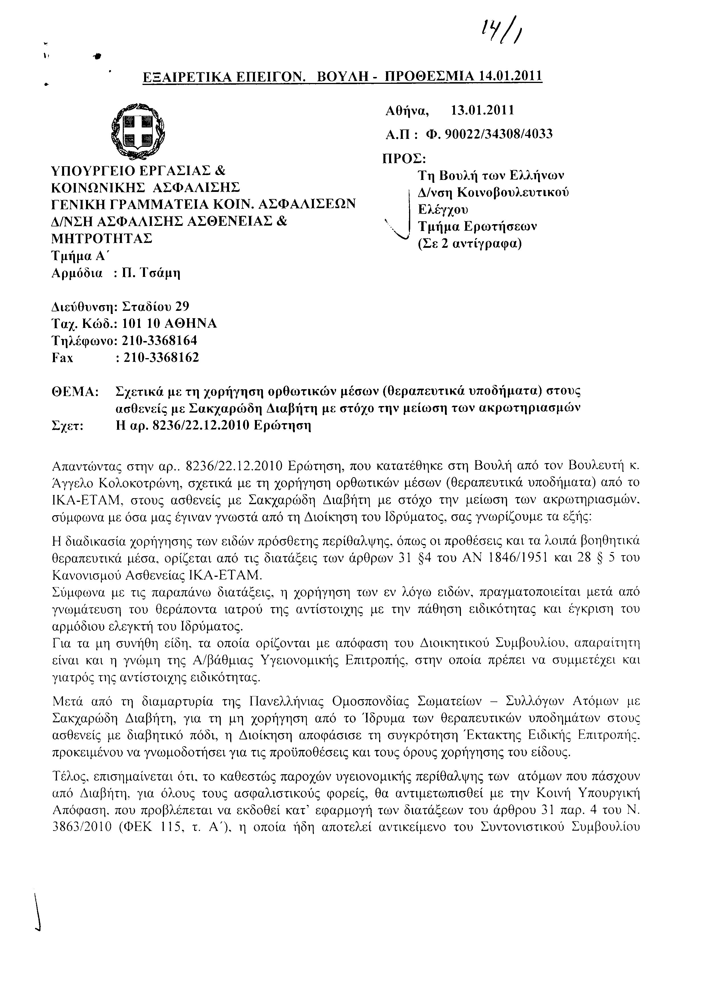 14/1
ΕΞΑΙΡΕΤΙΚΑ ΕΠΕΙΓΟΝ. ΒΟΥΛΗ - ΠΡΟΘΕΣΜΙΑ 14.01.2011
Αθήνα, 13.01.2011
Α.Π : Φ. 90022/34308/4033
ΠΡΟΣ:
Τη Βουλή των Ελλήνων
Δ/νση Κοινοβουλευτικού
Ελέγχου
Τμήμα Ερωτήσεων
(Σε 2 αντίγραφα)
ΥΠΟΥΡΓΕΙΟ ΕΡΓΑΣΙΑΣ &
ΚΟΙΝΩΝΙΚΗΣ ΑΣΦΑΛΙΣΗΣ
ΓΕΝΙΚΗ ΓΡΑΜΜΑΤΕΙΑ ΚΟΙΝ. ΑΣΦΑΛΙΣΕΩΝ
Δ/ΝΣΗ ΑΣΦΑΛΙΣΗΣ ΑΣΘΕΝΕΙΑΣ &
ΜΗΤΡΟΤΗΤΑΣ
Τμήμα Α΄
Αρμόδια : Π. Τσάμη
Διεύθυνση: Σταδίου 29
Ταχ. Κώδ.: 101 10 ΑΘΗΝΑ
Τηλέφωνο: 210-3368164
Fax : 210-3368162
ΘΕΜΑ: Σχετικά με τη χορήγηση ορθωτικών μέσων (θεραπευτικά υποδήματα) στους
ασθενείς με Σακχαρώδη Διαβήτη με στόχο την μείωση των ακρωτηριασμών
Σχετ: Η αρ. 8236/22.12.2010 Ερώτηση
Απαντώντας στην αρ.. 8236/22.12.2010 Ερώτηση, που κατατέθηκε στη Βουλή από τον Βουλευτή κ.
Άγγελο Κολοκοτρώνη, σχετικά με τη χορήγηση ορθωτικών μέσων (θεραπευτικά υποδήματα) από το
ΙΚΑ-ΕΤΑΜ, στους ασθενείς με Σακχαρώδη Διαβήτη με στόχο την μείωση των ακρωτηριασμών,
σύμφωνα με όσα μας έγιναν γνωστά από τη Διοίκηση του Ιδρύματος, σας γνωρίζουμε τα εξής:
Η διαδικασία χορήγησης των ειδών πρόσθετης περίθαλψης, όπως οι προθέσεις και τα λοιπά βοηθητικά
θεραπευτικά μέσα, ορίζεται από τις διατάξεις των άρθρων 31 §4 του ΑΝ 1846/1951 και 28 § 5 του
Κανονισμού Ασθενείας ΙΚΑ-ΕΤΑΜ.
Σύμφωνα με τις παραπάνω διατάξεις, η χορήγηση των εν λόγω ειδών, πραγματοποιείται μετά από
γνωμάτευση του θεράποντα ιατρού της αντίστοιχης με την πάθηση ειδικότητας και έγκριση του
αρμόδιου ελεγκτή του Ιδρύματος.
Για τα μη συνήθη είδη, τα οποία ορίζονται με απόφαση του Διοικητικού Συμβουλίου, απαραίτητη
είναι και η γνώμη της Α/βάθμιας Υγειονομικής Επιτροπής, στην οποία πρέπει να συμμετέχει και
γιατρός της αντίστοιχης ειδικότητας.
Μετά από τη διαμαρτυρία της Πανελλήνιας Ομοσπονδίας Σωματείων – Συλλόγων Ατόμων με
Σακχαρώδη Διαβήτη, για τη μη χορήγηση από το Ίδρυμα των θεραπευτικών υποδημάτων στους
ασθενείς με διαβητικό πόδι, η Διοίκηση αποφάσισε τη συγκρότηση Έκτακτης Ειδικής Επιτροπής,
προκειμένου να γνωμοδοτήσει για τις προϋποθέσεις και τους όρους χορήγησης του είδους.
Τέλος, επισημαίνεται ότι, το καθεστώς παροχών υγειονομικής περίθαλψης των ατόμων που πάσχουν
από Διαβήτη, για όλους τους ασφαλιστικούς φορείς, θα αντιμετωπισθεί με την Κοινή Υπουργική
Απόφαση, που προβλέπεται να εκδοθεί κατ' εφαρμογή των διατάξεων του άρθρου 31 παρ. 4 του Ν.
3863/2010 (ΦΕΚ 115, τ. Α΄), η οποία ήδη αποτελεί αντικείμενο του Συντονιστικού Συμβουλίου